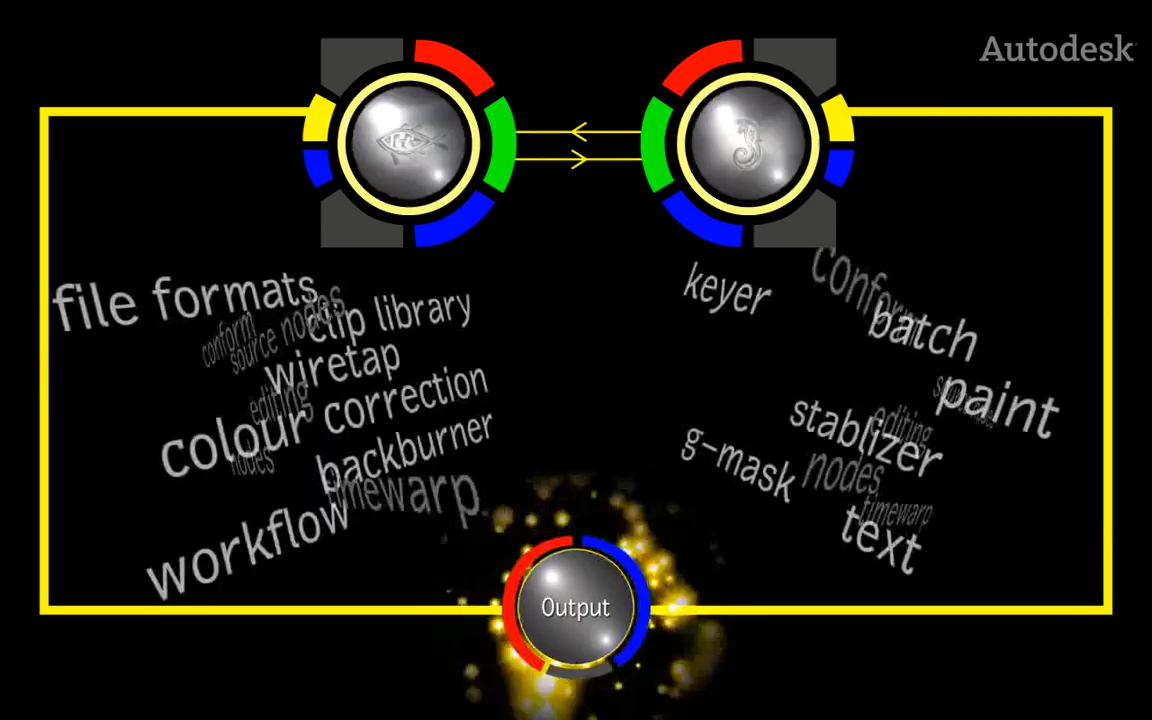 Autodesk
file formats
nodes
clip library
conform
source nodes
wiretap
editing
colour correction
nodes
backburner
timewarp
workflow
keyer
Conform
batch
paint
stablizer
editing
g-mask
nodes
timewarp
text
Output